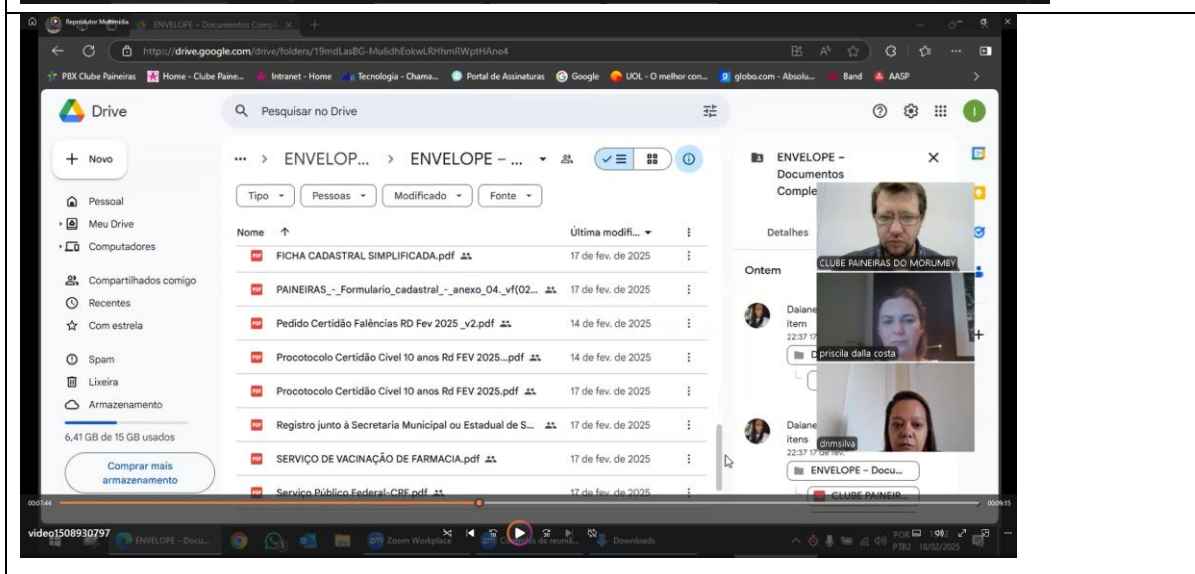 Reprodutor Multimídia
ENVELOPE – Documentos Compl
http://drive.google.com/drive/folders/19mdLasBG-Mu6dhEokwLRHhmRWptHAne4
PBX Clube Paineiras
Home - Clube Paine...
Intranet - Home
Tecnologia - Chama...
Portal de Assinaturas
Google
UOL - O melhor con...
globo.com - Absolu...
Band
AASP
Drive
Pesquisar no Drive
Novo
Pessoal
Meu Drive
Computadores
Compartilhados comigo
Recentes
Com estrela
Spam
Lixeira
Armazenamento
6,41 GB de 15 GB usados
Comprar mais
armazenamento
ENVELOP... > ENVELOPE – ...
Tipo
Pessoas
Modificado
Fonte
Nome
Última modifi...
FICHA CADASTRAL SIMPLIFICADA.pdf 17 de fev. de 2025
PAINEIRAS_-_Formulario_cadastral_-_anexo_04._vf(02... 17 de fev. de 2025
Pedido Certidão Falências RD Fev 2025 _v2.pdf 14 de fev. de 2025
Procotocolo Certidão Civel 10 anos Rd FEV 2025...pdf 14 de fev. de 2025
Procotocolo Certidão Civel 10 anos Rd FEV 2025.pdf 17 de fev. de 2025
Registro junto à Secretaria Municipal ou Estadual de S... 17 de fev. de 2025
SERVIÇO DE VACINAÇÃO DE FARMACIA.pdf 17 de fev. de 2025
Serviço Público Federal-CRF.pdf 17 de fev. de 2025
ENVELOPE –
Documentos
Comple
Detalhes
Ontem
Daiane
item
22:37 17
D
Daiane
itens
22:37 17 de fev.
ENVELOPE – Docu...
CLUBE PAINEIR...
CLUBE PAINEIRAS DO MORUMBY
priscila dalla costa
dnmsilva
00:07:44
00:09:15
video1508930797
ENVELOPE – Docu...
Zoom Workplace
Controles de reuniã...
Downloads
POR
PTB2
18/02/2025